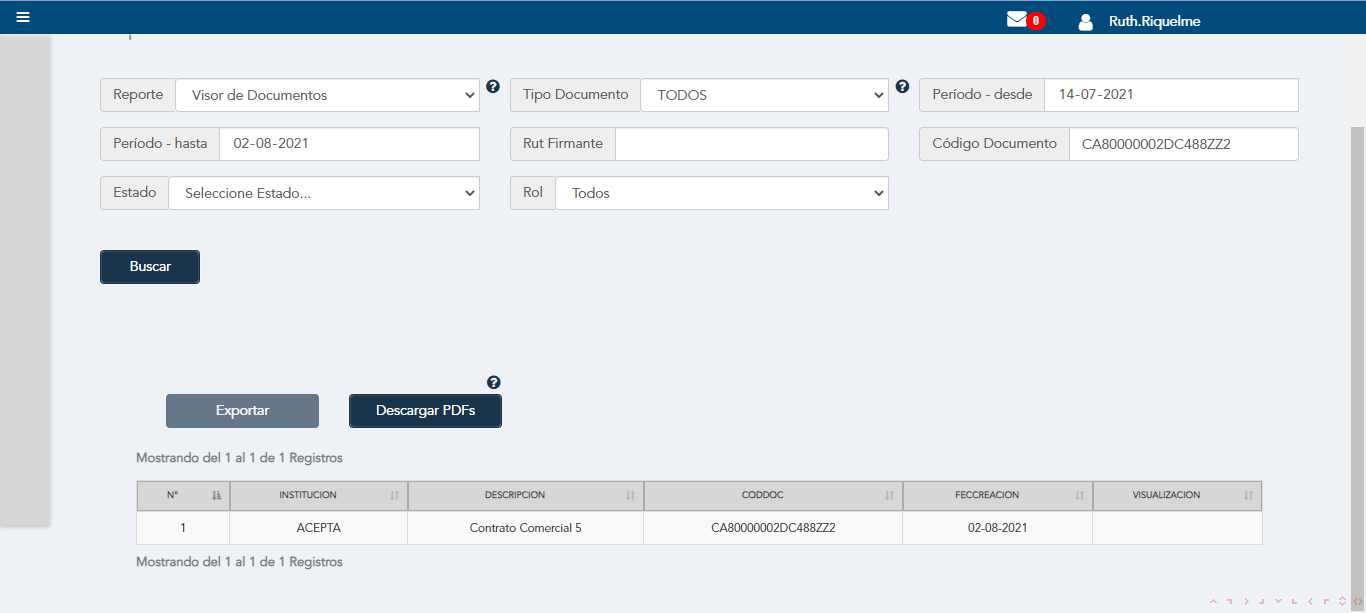 0 Ruth.Riquelme
Reporte Visor de Documentos Tipo Documento TODOS Período - desde 14-07-2021
Período - hasta 02-08-2021 Rut Firmante Código Documento CA80000002DC488ZZ2
Estado Seleccione Estado... Rol Todos
Buscar
Exportar Descargar PDFs
Mostrando del 1 al 1 de 1 Registros
N° INSTITUCION DESCRIPCION CODDOC FECCREACION VISUALIZACION
1 ACEPTA Contrato Comercial 5 CA80000002DC488ZZ2 02-08-2021
Mostrando del 1 al 1 de 1 Registros